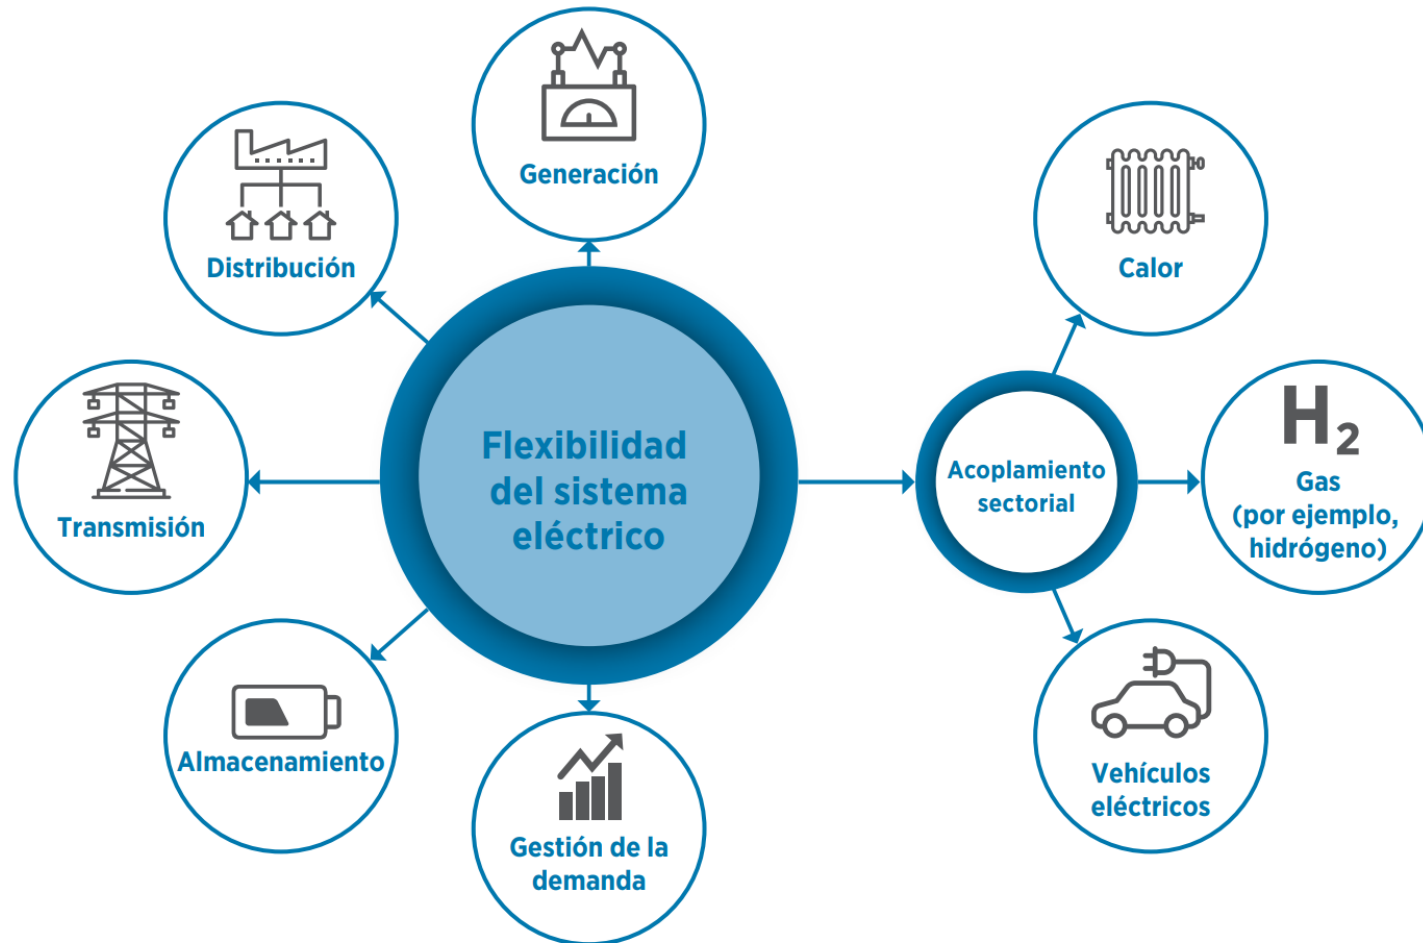 Generación
Distribución
Transmisión
Almacenamiento
Gestión de la
demanda
Flexibilidad
del sistema
eléctrico
Acoplamiento
sectorial
Calor
H₂
Gas
(por ejemplo,
hidrógeno)
Vehículos
eléctricos